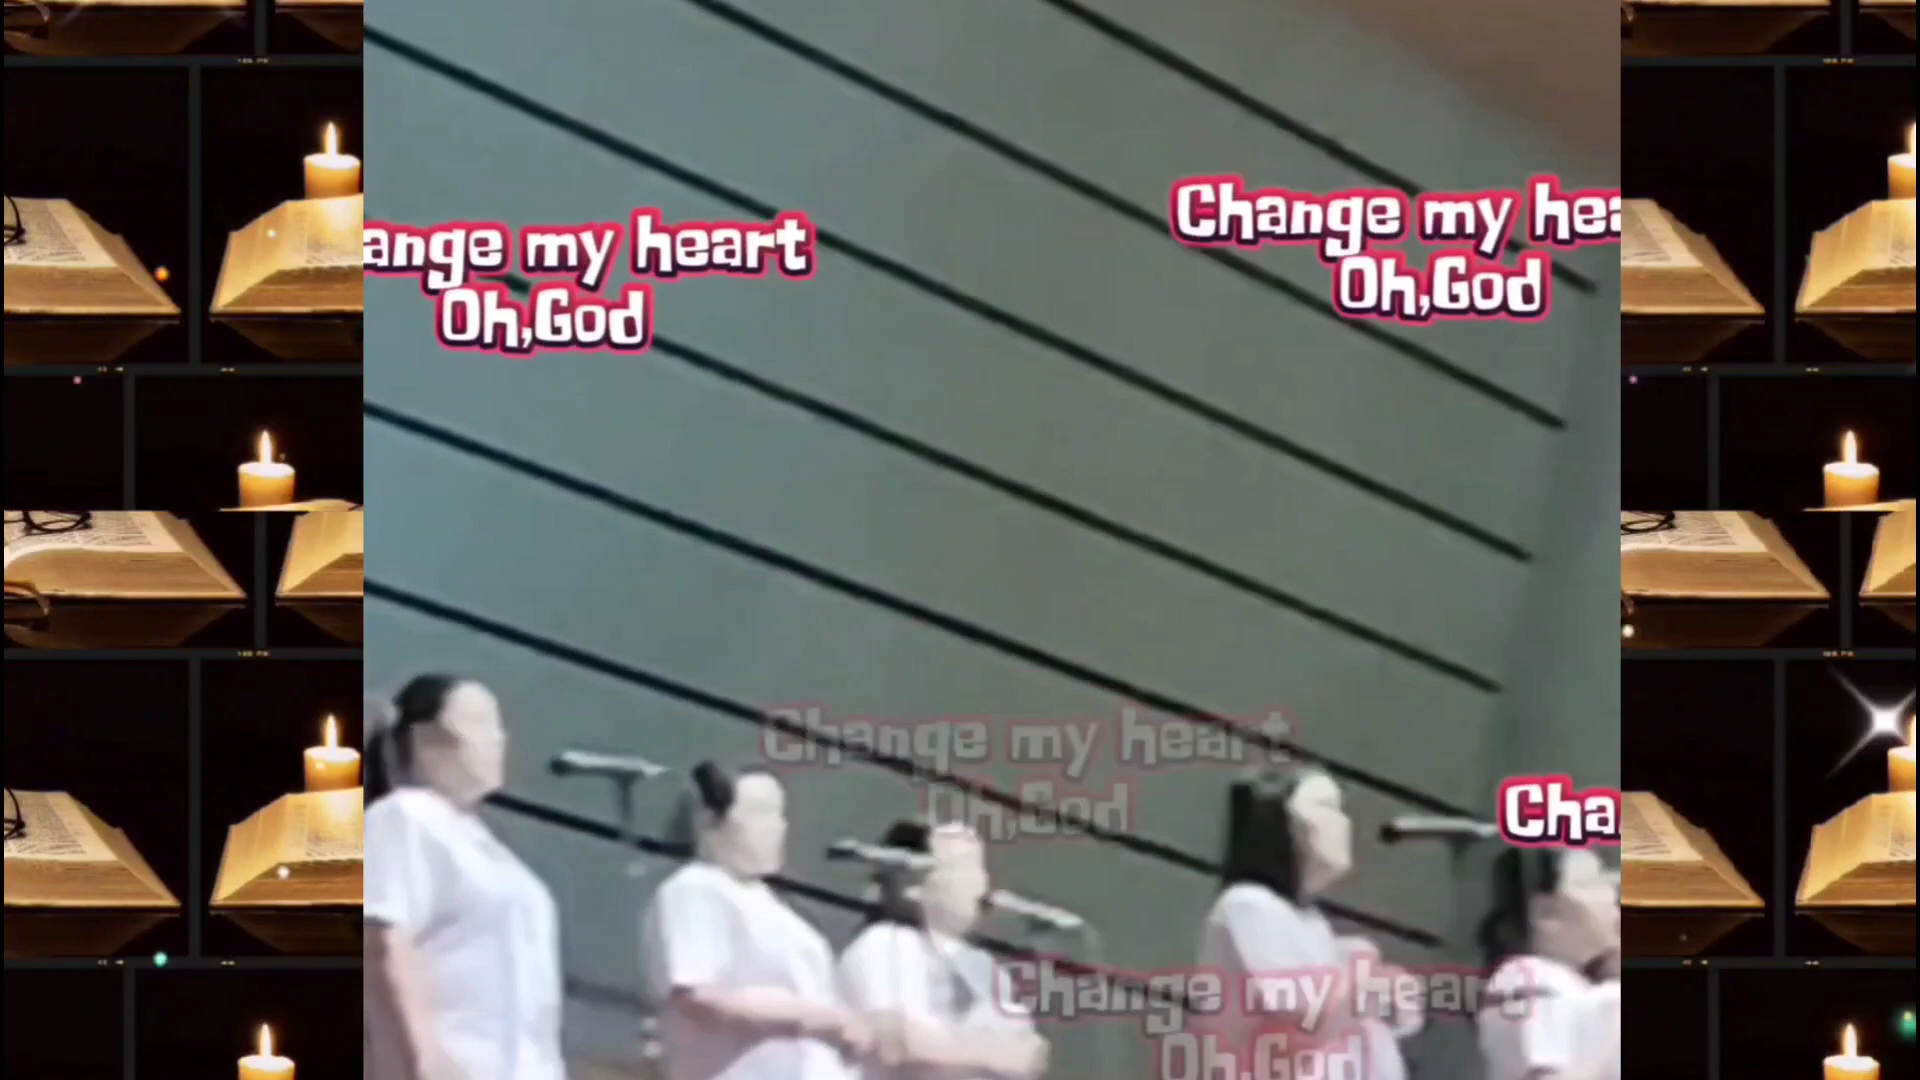 ange my heart
Oh,God
Change my hea
Oh,God
Change my heart
Oh,God
Cha
Change my heart
Oh,God